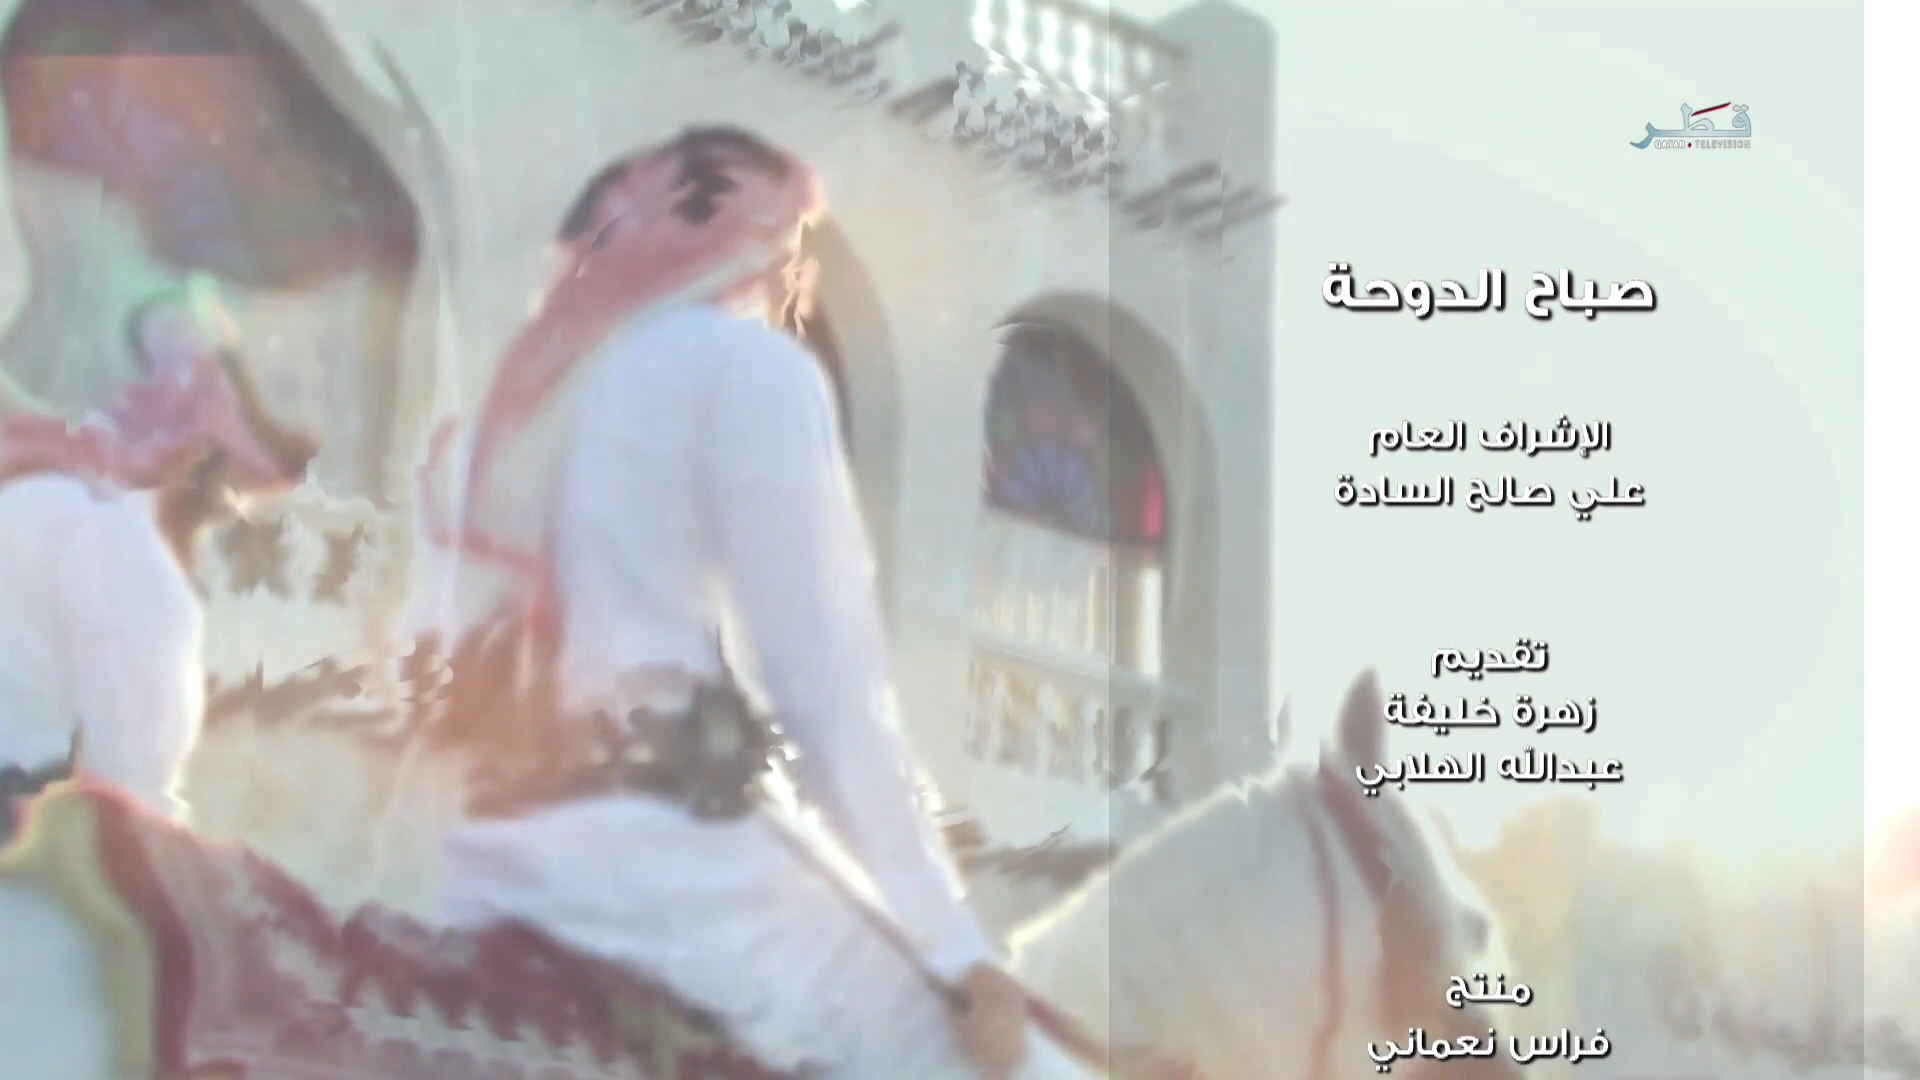 قطر
QATAR TELEVISION
صباح الدوحة
الإشراف العام
علي صالح السادة
تقديم
زهرة خليفة
عبدالله الهلابي
منتج
فراس نعماني